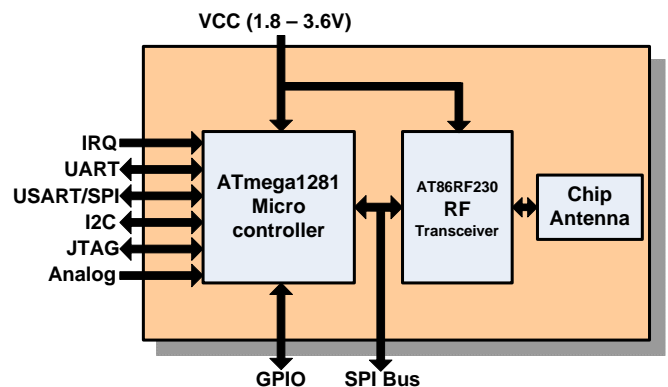 VCC (1.8 – 3.6V)
IRQ
UART
USART/SPI
I2C
JTAG
Analog
ATmega1281
Micro
controller
AT86RF230
RF
Transceiver
Chip
Antenna
GPIO
SPI Bus